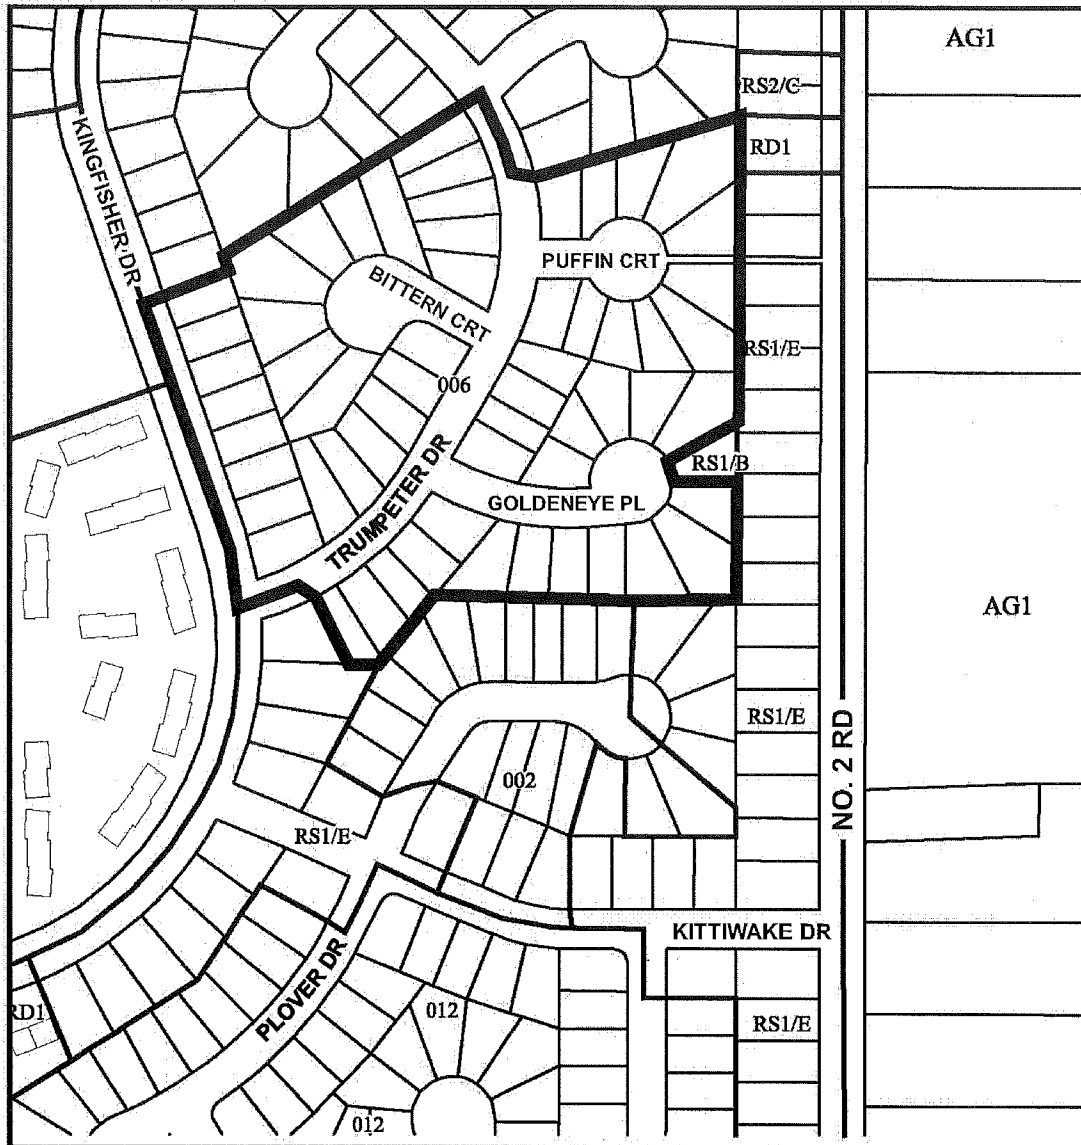 AG1
RS2/C
RD1
KINGFISHER DR
PUFFIN CRT
BITTERN CRT
RS1/E
006
RS1/B
GOLDENEYE PL
TRUMPETER DR
AG1
RS1/E
NO. 2 RD
002
RS1/E
KITTIWAKE DR
PLOVER DR
RD1
012
RS1/E
012